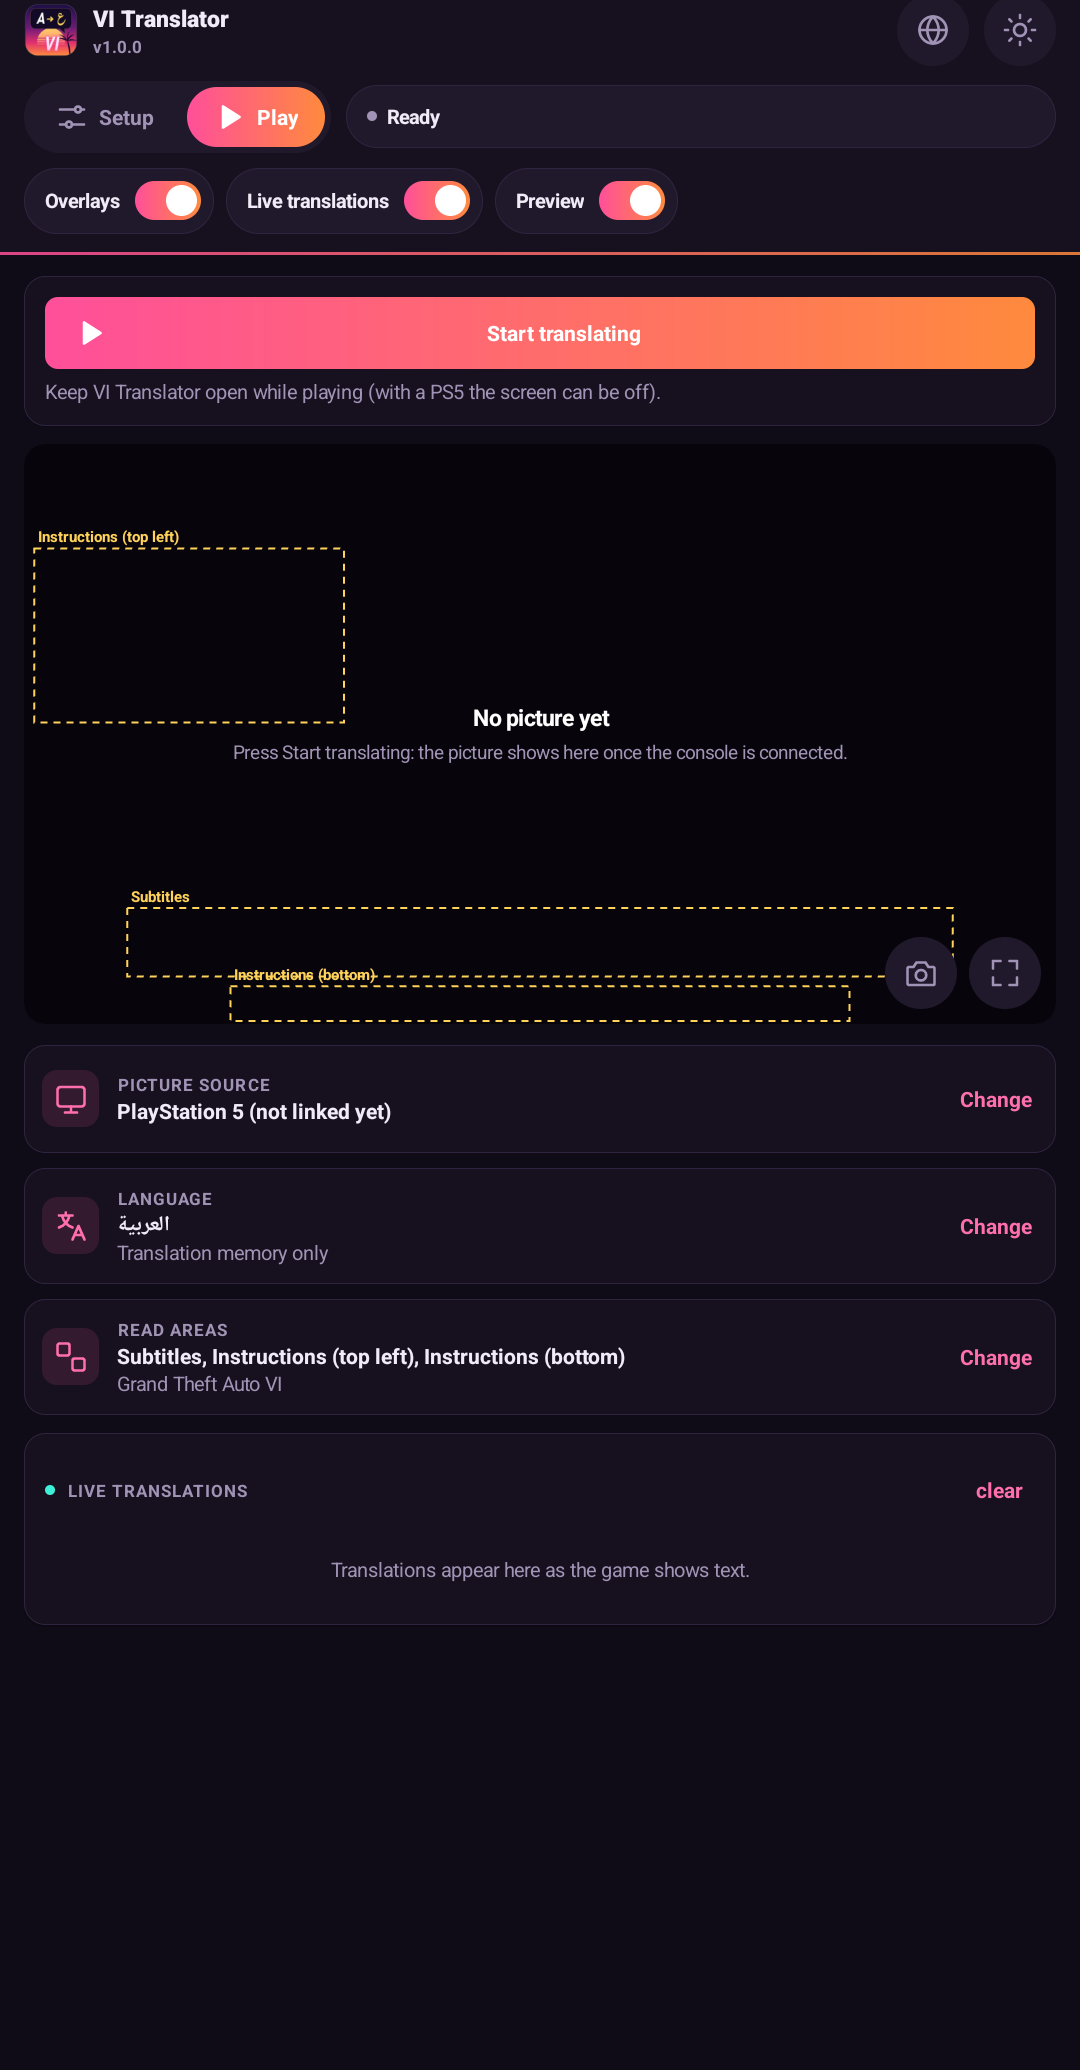 A→ع
VI
VI Translator
v1.0.0
Setup
Play
Ready
Overlays
Live translations
Preview
Start translating
Keep VI Translator open while playing (with a PS5 the screen can be off).
Instructions (top left)
No picture yet
Press Start translating: the picture shows here once the console is connected.
Subtitles
Instructions (bottom)
PICTURE SOURCE
PlayStation 5 (not linked yet)
Change
LANGUAGE
العربية
Translation memory only
Change
READ AREAS
Subtitles, Instructions (top left), Instructions (bottom)
Grand Theft Auto VI
Change
LIVE TRANSLATIONS
clear
Translations appear here as the game shows text.